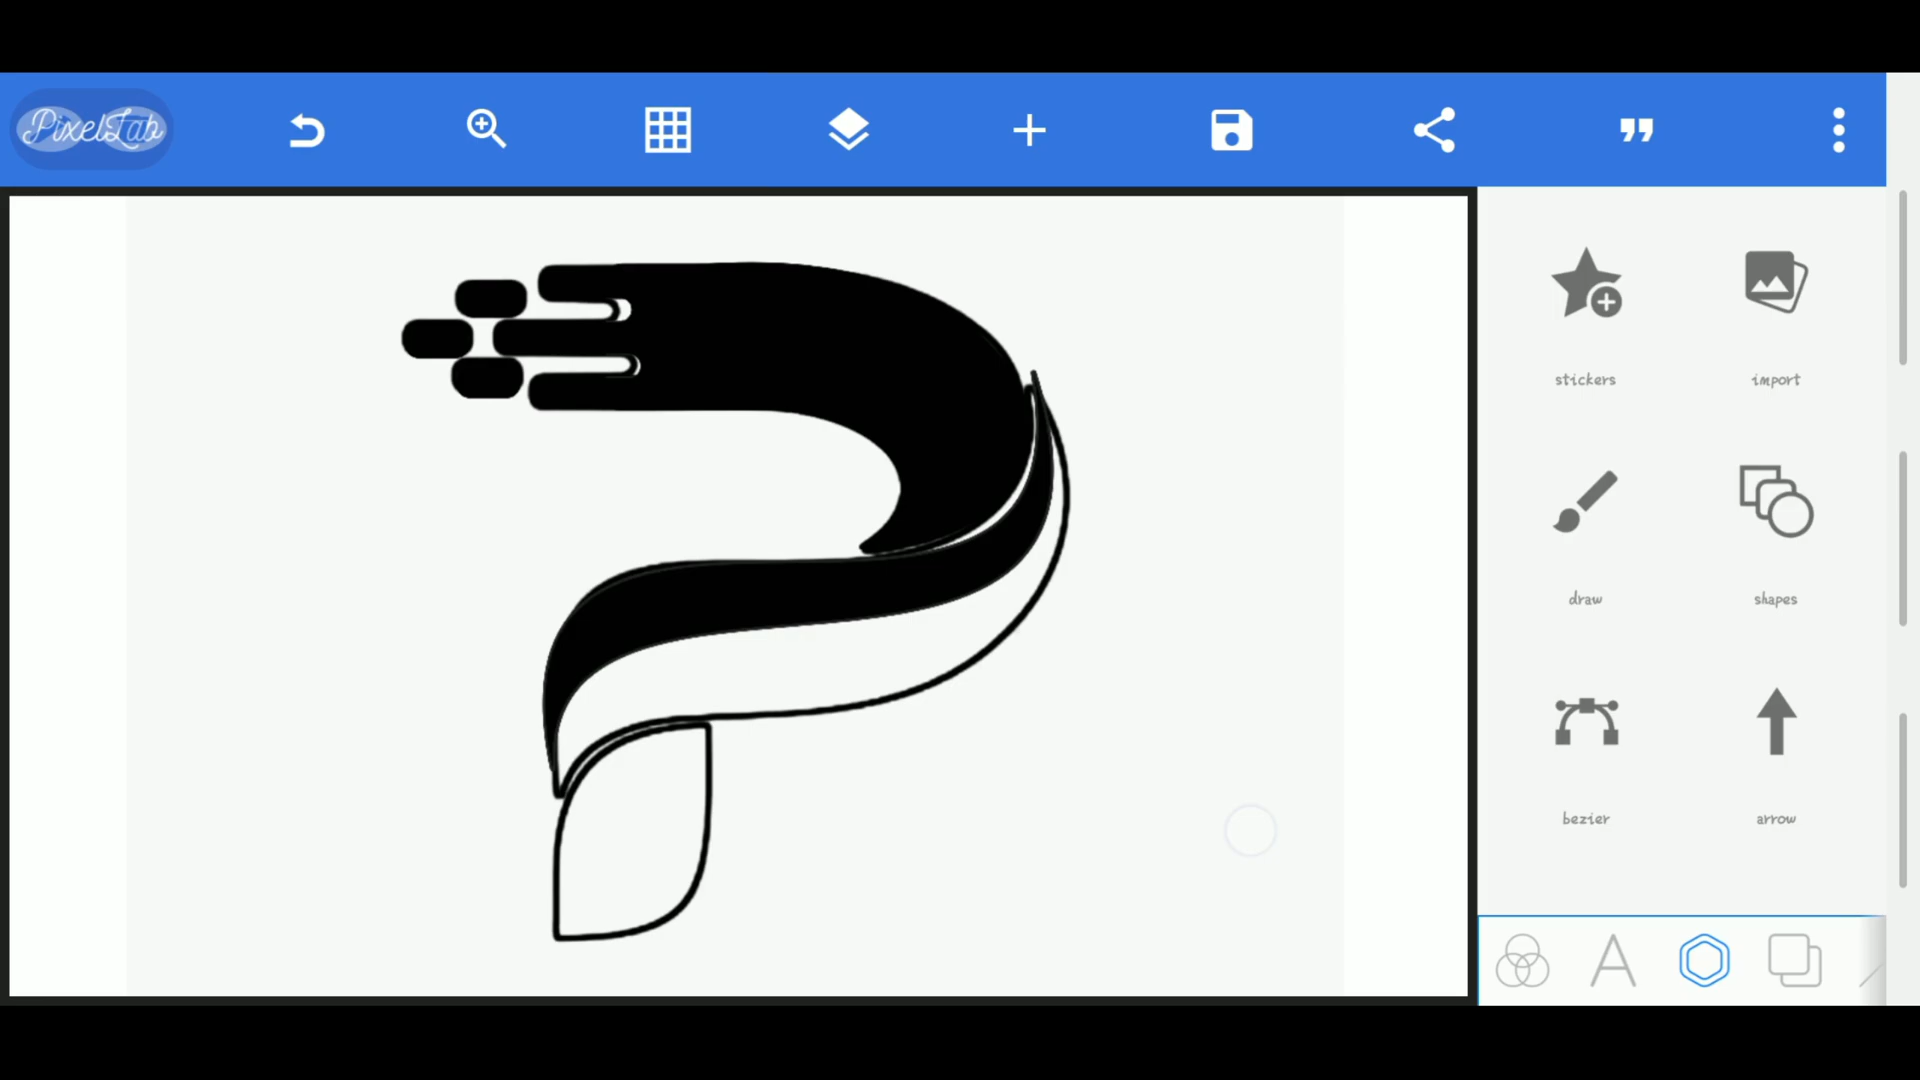 PixelLab
stickers
import
draw
shapes
bezier
arrow